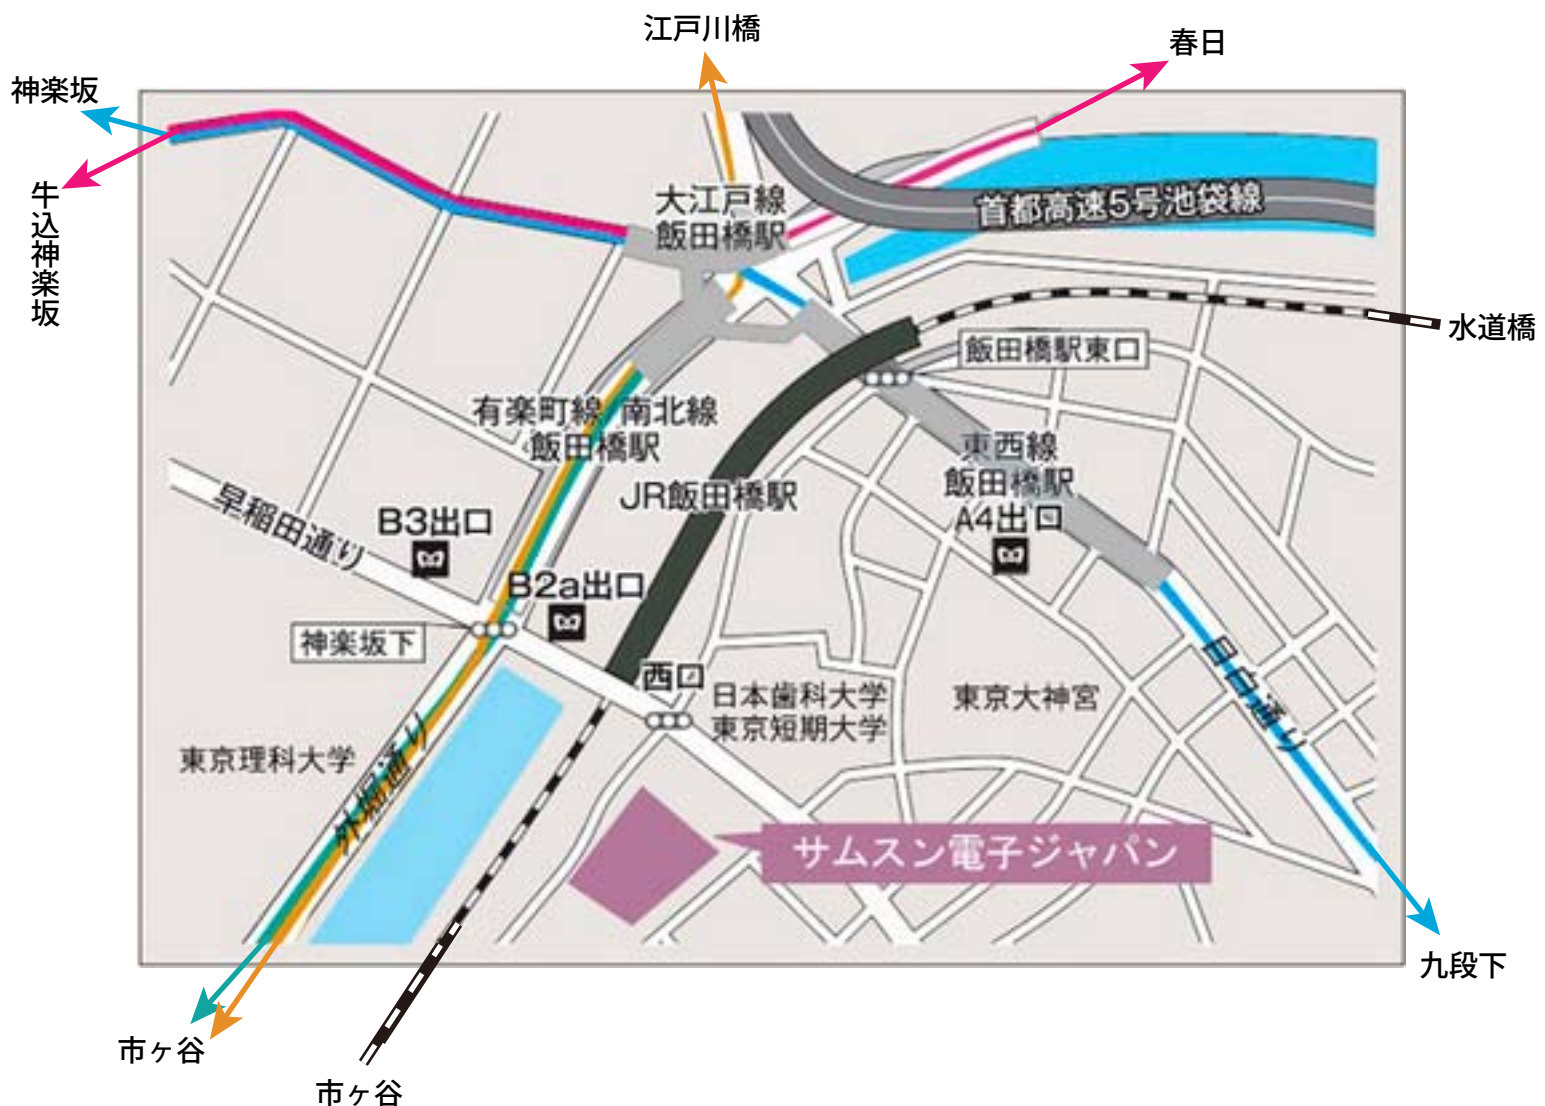 江戸川橋
春日
神楽坂
牛込神楽坂
大江戸線
飯田橋駅
首都高速5号池袋線
水道橋
飯田橋駅東口
有楽町線 南北線
飯田橋駅
東西線
飯田橋駅
A4出口
JR飯田橋駅
早稲田通り
B3出口
B2a出口
神楽坂下
西口
日本歯科大学
東京短期大学
東京大神宮
目白通り
東京理科大学
外堀通り
サムスン電子ジャパン
九段下
市ヶ谷
市ヶ谷